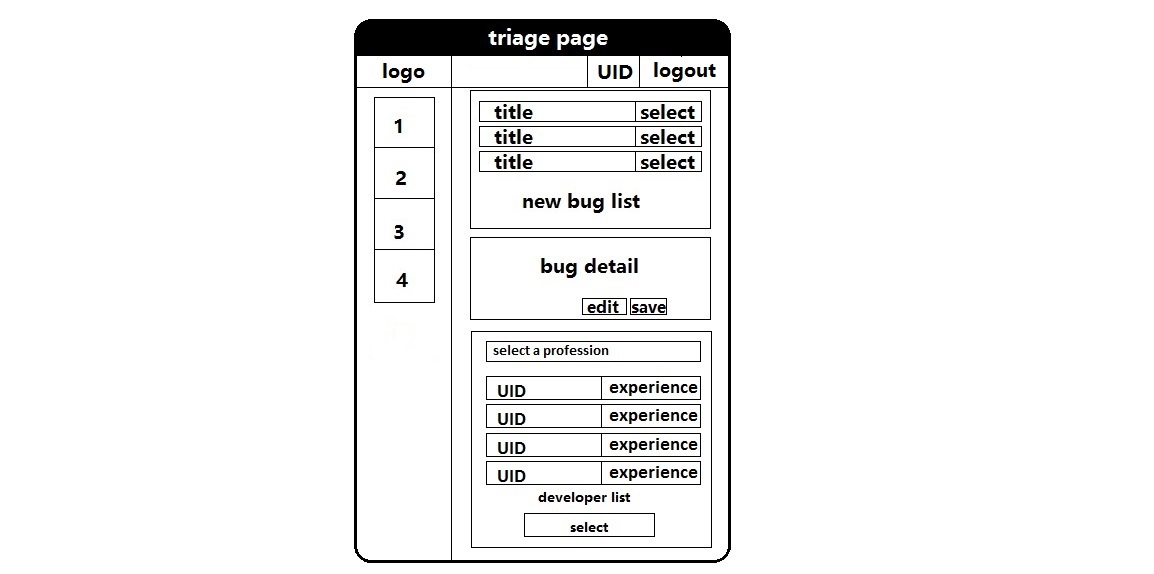 triage page
logo UID logout
1
2
3
4
title select
title select
title select
new bug list
bug detail
edit save
select a profession
UID experience
UID experience
UID experience
UID experience
developer list
select